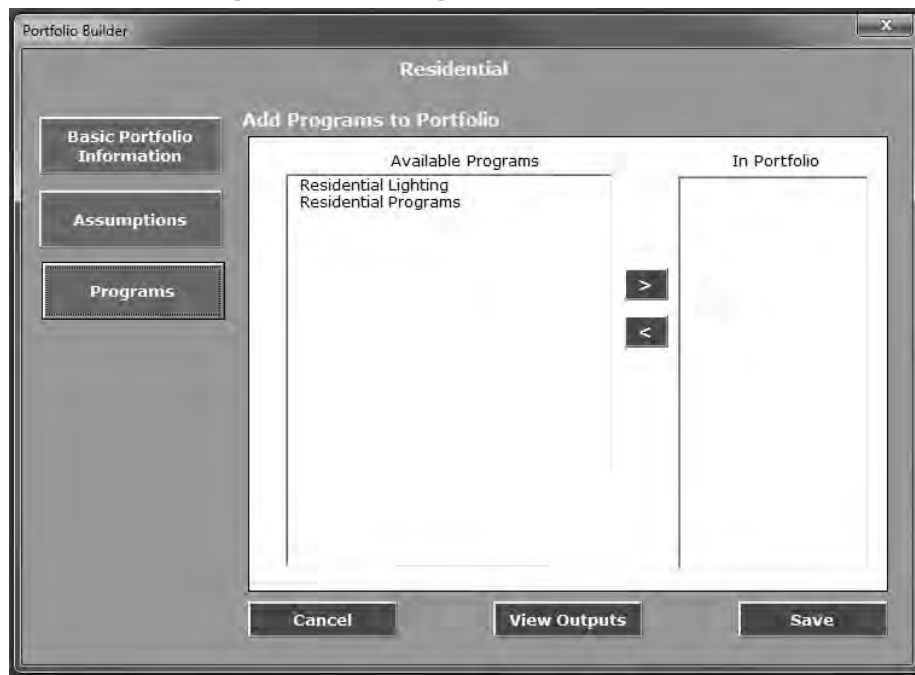 Portfolio Builder
x
Residential
Basic Portfolio
Information
Assumptions
Programs
Add Programs to Portfolio
Available Programs
Residential Lighting
Residential Programs
>
<
In Portfolio
Cancel
View Outputs
Save